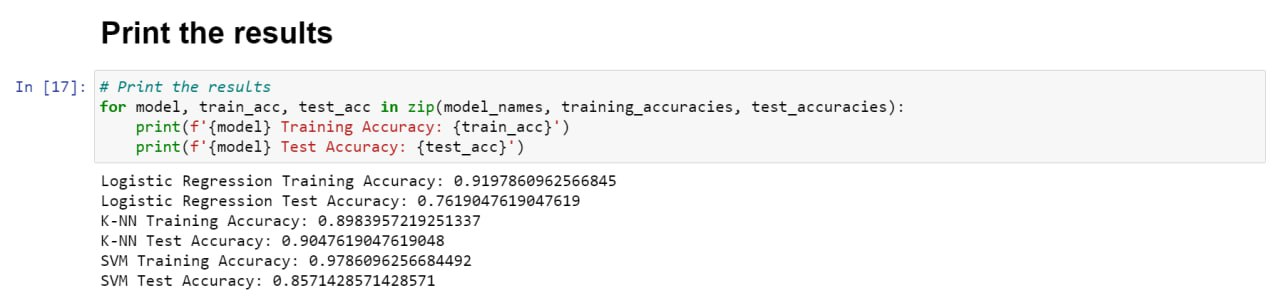 Print the results
In [17]: # Print the results
for model, train_acc, test_acc in zip(model_names, training_accuracies, test_accuracies):
    print(f'{model} Training Accuracy: {train_acc}')
    print(f'{model} Test Accuracy: {test_acc}')
Logistic Regression Training Accuracy: 0.9197860962566845
Logistic Regression Test Accuracy: 0.7619047619047619
K-NN Training Accuracy: 0.8983957219251337
K-NN Test Accuracy: 0.9047619047619048
SVM Training Accuracy: 0.9786096256684492
SVM Test Accuracy: 0.8571428571428571